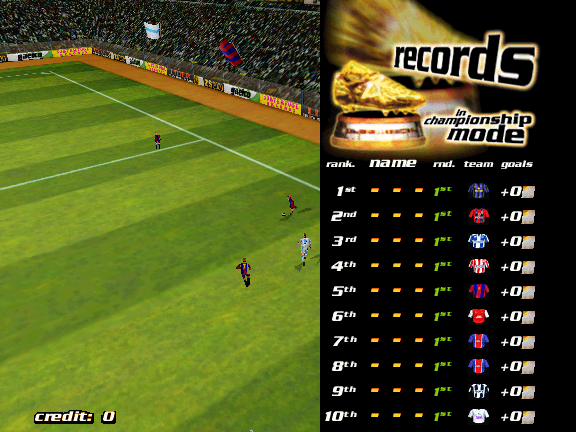 records
in
championship
mode
rank. name rnd. team goals
1st - - - 1st +0
2nd - - - 1st +0
3rd - - - 1st +0
4th - - - 1st +0
5th - - - 1st +0
6th - - - 1st +0
7th - - - 1st +0
8th - - - 1st +0
9th - - - 1st +0
10th - - - 1st +0
credit: 0